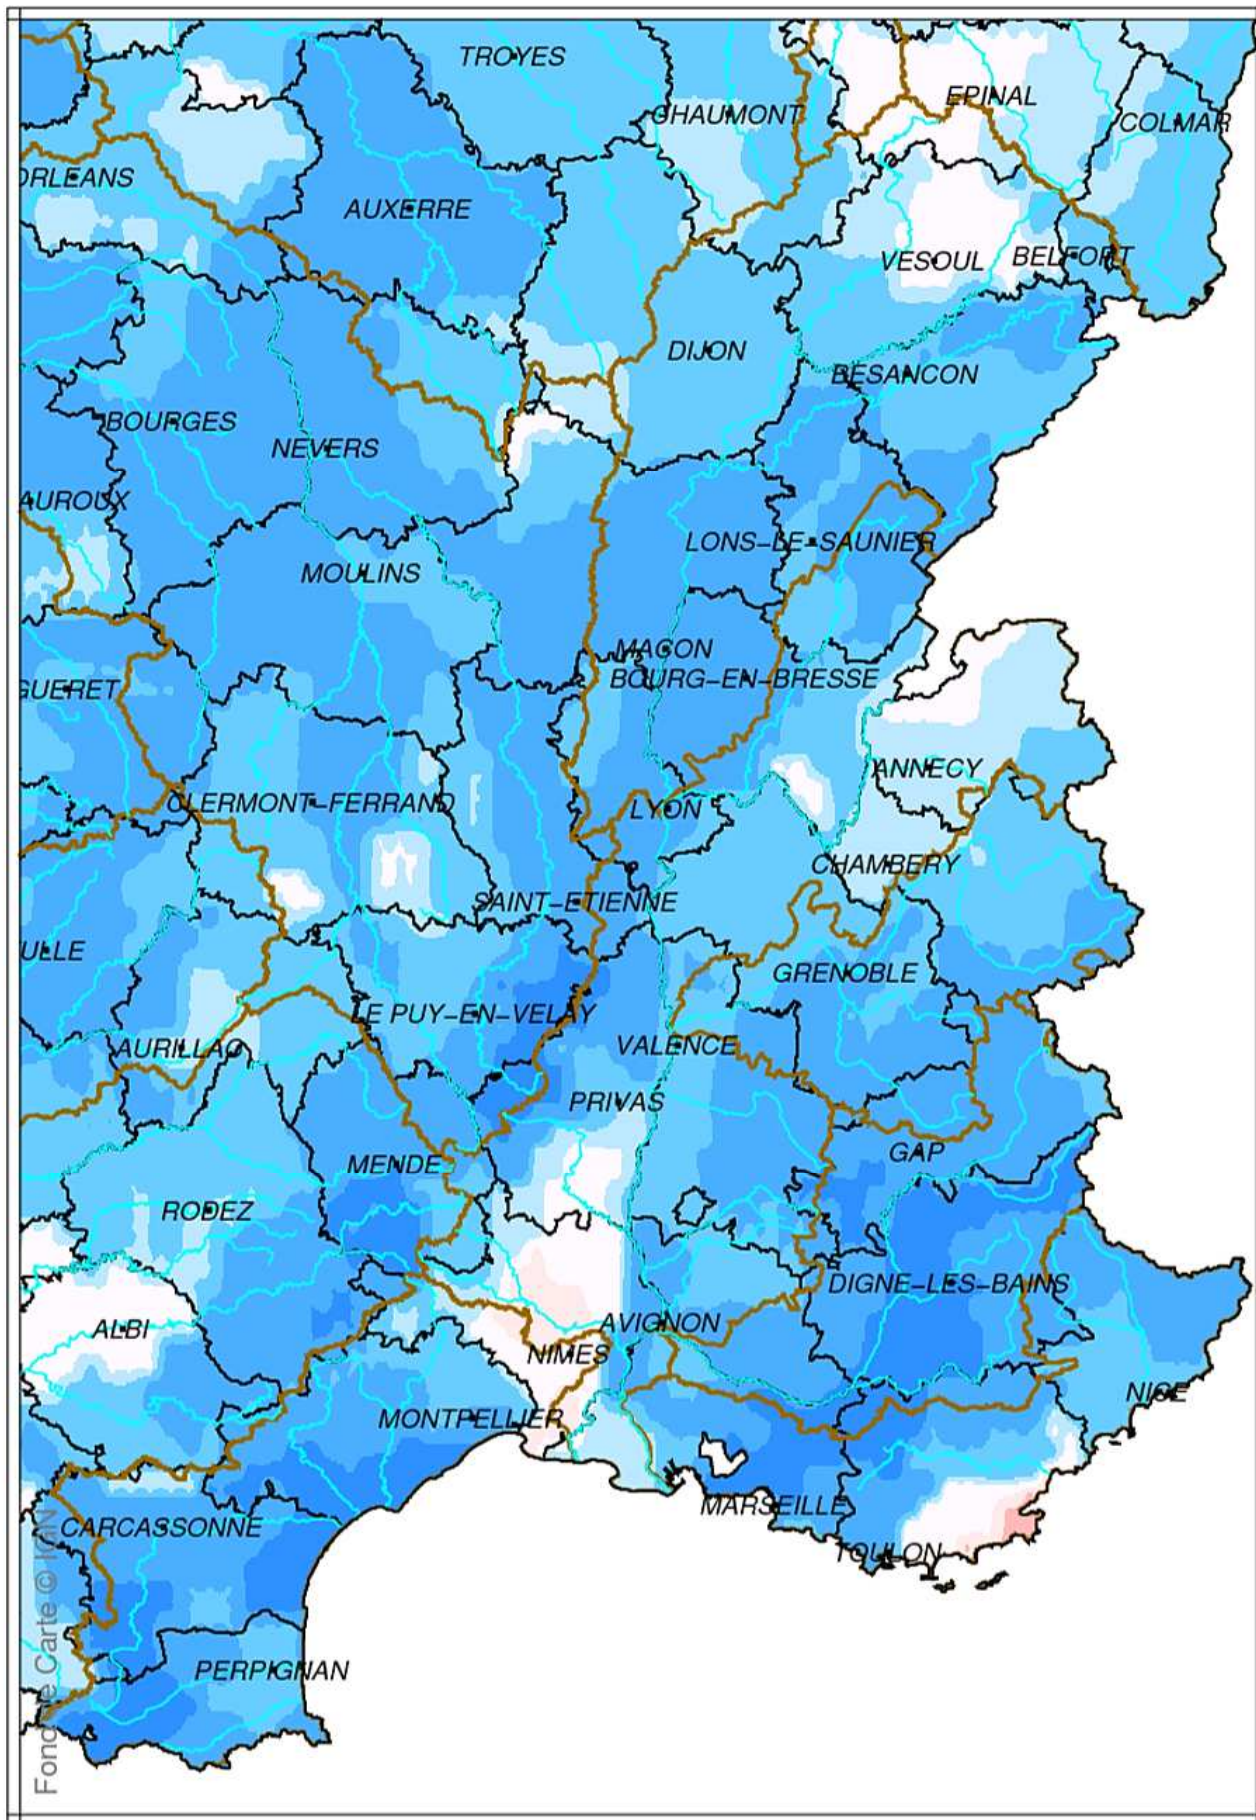 TROYES
EPINAL
CHAUMONT
COLMAR
ORLEANS
AUXERRE
VESOUL
BELFORT
DIJON
BESANCON
BOURGES
NEVERS
AUROUX
LONS-LE-SAUNIER
MOULINS
MACON
BOURG-EN-BRESSE
GUERET
ANNECY
CLERMONT-FERRAND
LYON
CHAMBERY
SAINT-ETIENNE
ULLE
GRENOBLE
LE PUY-EN-VELAY
AURILLAC
VALENCE
PRIVAS
GAP
MENDE
RODEZ
DIGNE-LES-BAINS
ALBI
AVIGNON
NIMES
NICE
MONTPELLIER
MARSEILLE
CARCASSONNE
TOULON
PERPIGNAN
Fond de Carte © IGN